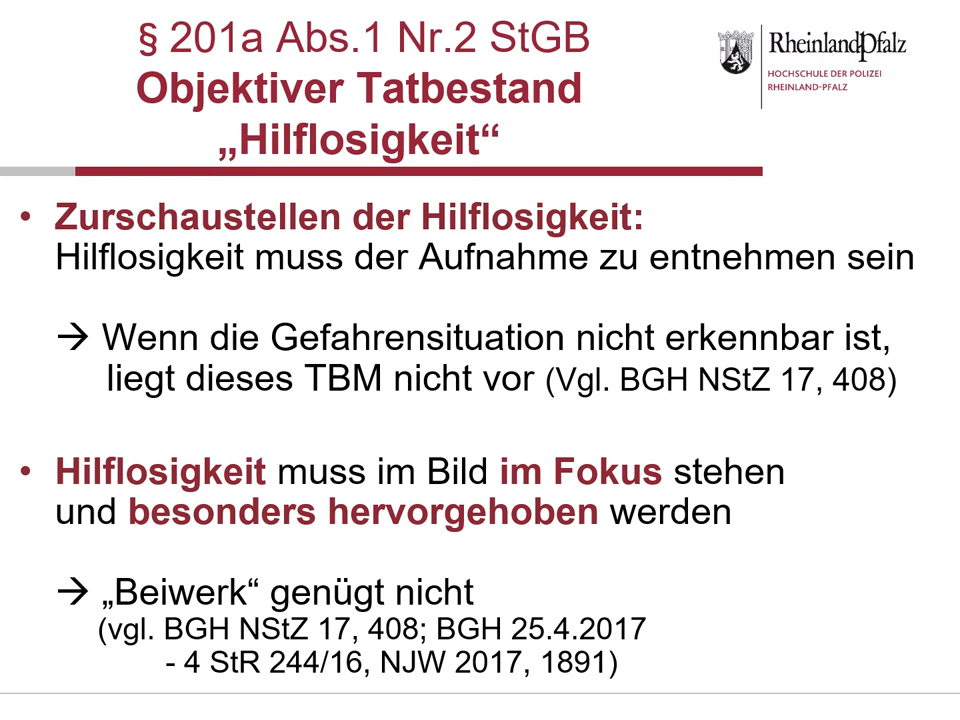 § 201a Abs.1 Nr.2 StGB
Objektiver Tatbestand
„Hilflosigkeit“
RheinlandPfalz
HOCHSCHULE DER POLIZEI
RHEINLAND-PFALZ
• Zurschaustellen der Hilflosigkeit:
Hilflosigkeit muss der Aufnahme zu entnehmen sein
→ Wenn die Gefahrensituation nicht erkennbar ist,
liegt dieses TBM nicht vor (Vgl. BGH NStZ 17, 408)
• Hilflosigkeit muss im Bild im Fokus stehen
und besonders hervorgehoben werden
→ „Beiwerk“ genügt nicht
(vgl. BGH NStZ 17, 408; BGH 25.4.2017
- 4 StR 244/16, NJW 2017, 1891)